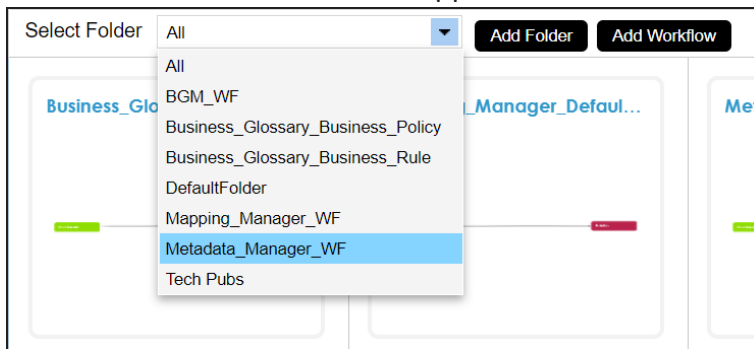 Select Folder All Add Folder Add Workflow
All
BGM_WF
Business_Glo _Manager_Defaul... Me
Business_Glossary_Business_Policy
Business_Glossary_Business_Rule
DefaultFolder
Mapping_Manager_WF
Metadata_Manager_WF
Tech Pubs